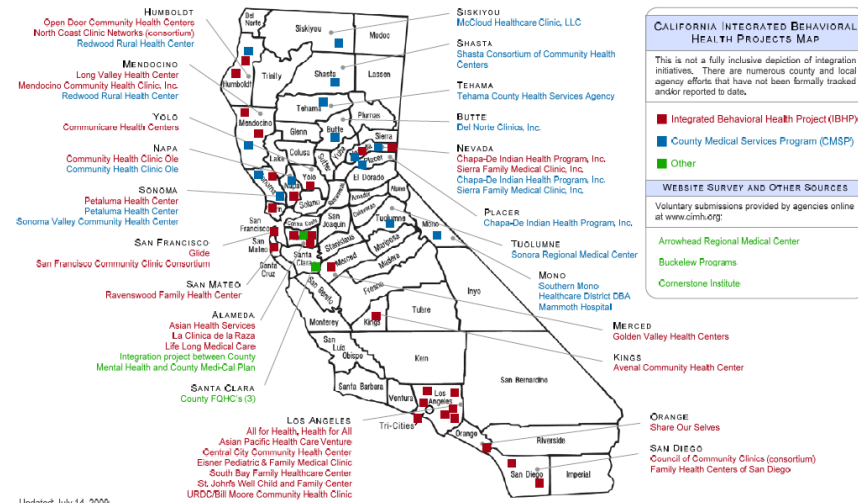 HUMBOLDT
Open Door Community Health Centers
North Coast Clinic Networks (consortium)
Redwood Rural Health Center
MENDOCINO
Long Valley Health Center
Mendocino Community Health Clinic, Inc.
Redwood Rural Health Center
YOLO
Communicare Health Centers
NAPA
Community Health Clinic Ole
Community Health Clinic Ole
SONOMA
Petaluma Health Center
Petaluma Health Center
Sonoma Valley Community Health Center
SAN FRANCISCO
Glide
San Francisco Community Clinic Consortium
SAN MATEO
Ravenswood Family Health Center
ALAMEDA
Asian Health Services
La Clinica de la Raza
Life Long Medical Care
Integration project between County
Mental Health and County Medi-Cal Plan
SANTA CLARA
County FQHC's (3)
LOS ANGELES
All for Health, Health for All
Asian Pacific Health Care Venture
Central City Community Health Center
Eisner Pediatric & Family Medical Clinic
South Bay Family Healthcare Center
St. John's Well Child and Family Center
URDC/Bill Moore Community Health Clinic
Updated July 14, 2009
Del
Norte
Siskiyou
Modoc
Humboldt
Trinity
Shasta
Lassen
Tehama
Plumas
Mendocino
Glenn
Butte
Sierra
Colusa
Sutter
Yuba
Placer
Lake
Yolo
El Dorado
Napa
Solano
Alpine
Tuolumne
Mono
San
Francisco
San
Mateo
Santa
Cruz
San
Joaquin
Stanislaus
Mariposa
Santa
Clara
Merced
Madera
San Benito
Fresno
Monterey
Kings
Tulare
Inyo
San
Luis
Obispo
Kern
Santa Barbara
Ventura
Los
Angeles
San Bernardino
Tri-Cities
Orange
Riverside
San Diego
Imperial
SISKIYOU
McCloud Healthcare Clinic, LLC
SHASTA
Shasta Consortium of Community Health
Centers
TEHAMA
Tehama County Health Services Agency
BUTTE
Del Norte Clinics, Inc.
NEVADA
Chapa-De Indian Health Program, Inc.
Sierra Family Medical Clinic, Inc.
Chapa-De Indian Health Program, Inc.
Sierra Family Medical Clinic, Inc.
PLACER
Chapa-De Indian Health Program, Inc.
TUOLUMNE
Sonora Regional Medical Center
MONO
Southern Mono
Healthcare District DBA
Mammoth Hospital
MERCED
Golden Valley Health Centers
KINGS
Avenal Community Health Center
ORANGE
Share Our Selves
SAN DIEGO
Council of Community Clinics (consortium)
Family Health Centers of San Diego
CALIFORNIA INTEGRATED BEHAVIORAL
HEALTH PROJECTS MAP
This is not a fully inclusive depiction of integration
initiatives. There are numerous county and local
agency efforts that have not been formally tracked
and/or reported to date.
Integrated Behavioral Health Project (IBHP)
County Medical Services Program (CMSP)
Other
WEBSITE SURVEY AND OTHER SOURCES
Voluntary submissions provided by agencies online
at www.cimh.org:
Arrowhead Regional Medical Center
Buckelew Programs
Cornerstone Institute